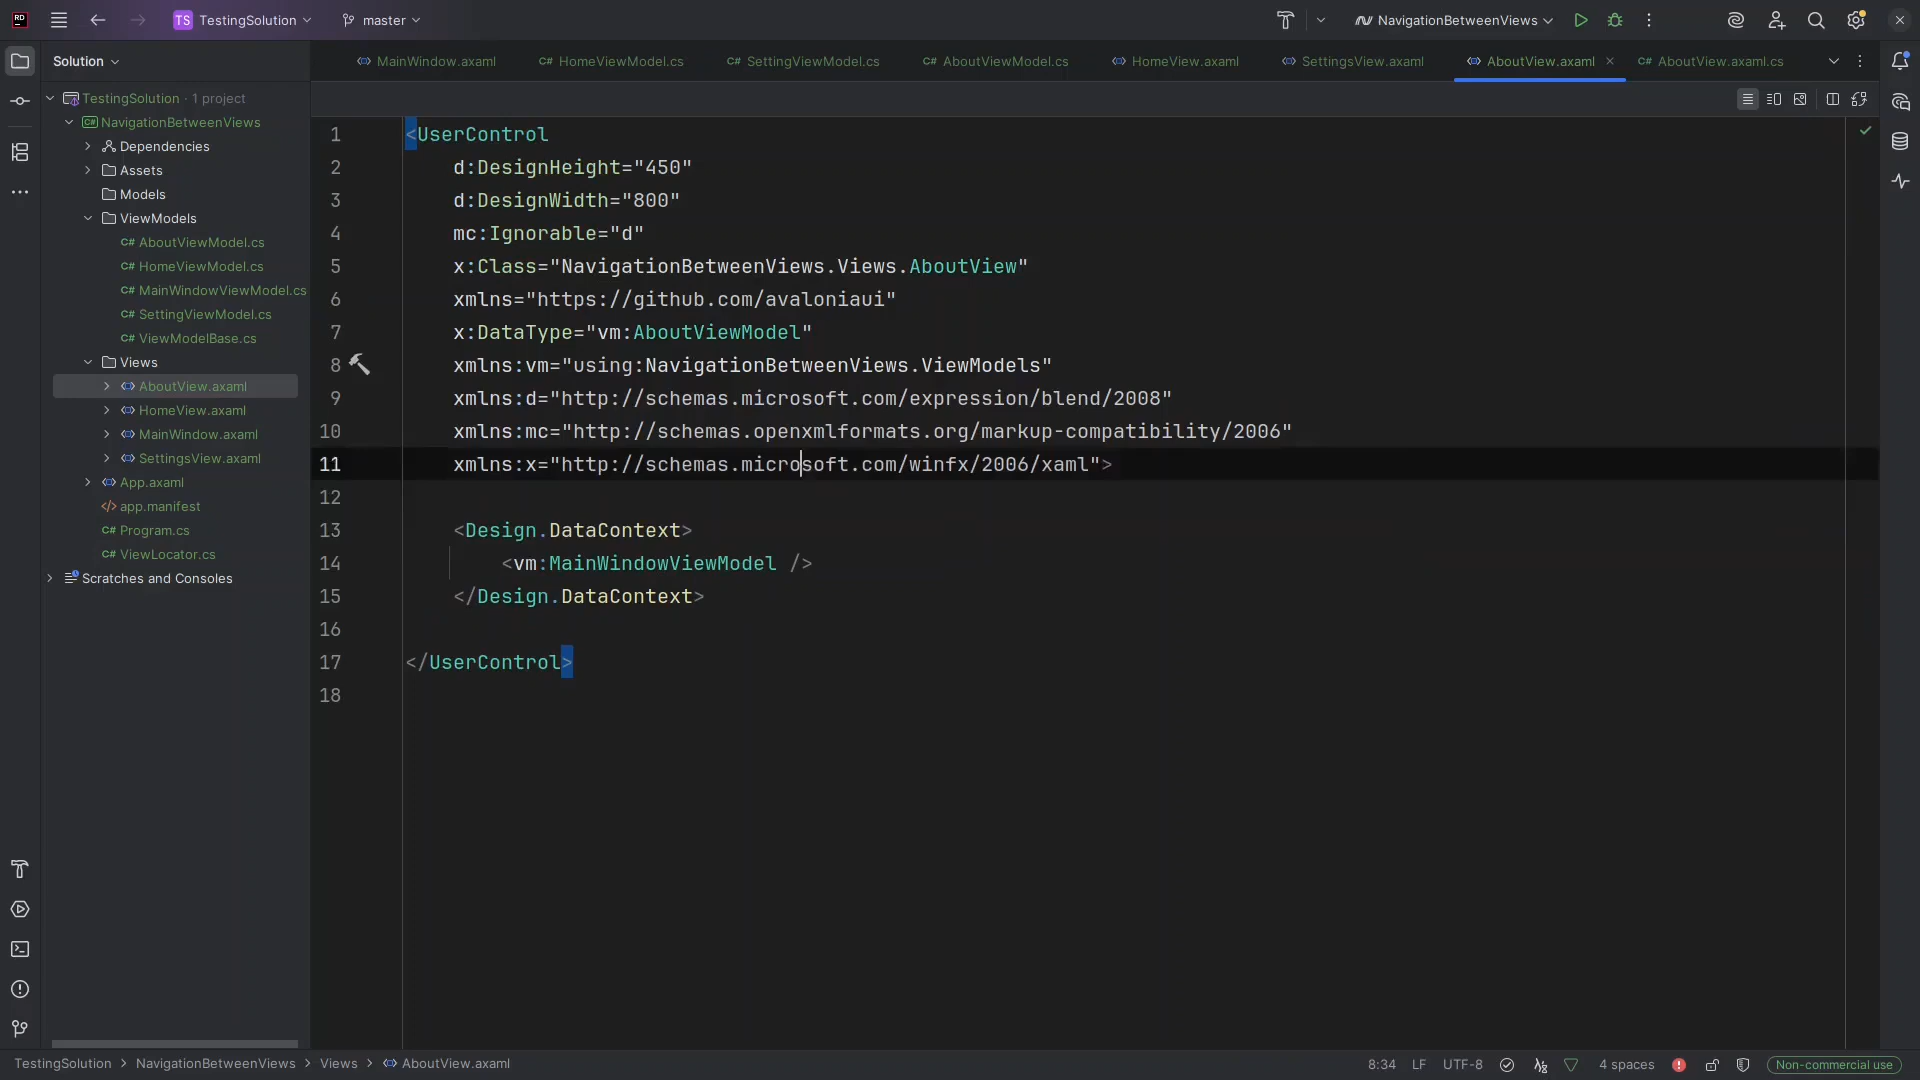 RD TS TestingSolution master NavigationBetweenViews
Solution
MainWindow.axaml C# HomeViewModel.cs C# SettingViewModel.cs C# AboutViewModel.cs HomeView.axaml SettingsView.axaml AboutView.axaml C# AboutView.axaml.cs
TestingSolution · 1 project
C# NavigationBetweenViews
Dependencies
Assets
Models
ViewModels
C# AboutViewModel.cs
C# HomeViewModel.cs
C# MainWindowViewModel.cs
C# SettingViewModel.cs
C# ViewModelBase.cs
Views
AboutView.axaml
HomeView.axaml
MainWindow.axaml
SettingsView.axaml
App.axaml
app.manifest
C# Program.cs
C# ViewLocator.cs
Scratches and Consoles
1 <UserControl
2 d:DesignHeight="450"
3 d:DesignWidth="800"
4 mc:Ignorable="d"
5 x:Class="NavigationBetweenViews.Views.AboutView"
6 xmlns="https://github.com/avaloniaui"
7 x:DataType="vm:AboutViewModel"
8 xmlns:vm="using:NavigationBetweenViews.ViewModels"
9 xmlns:d="http://schemas.microsoft.com/expression/blend/2008"
10 xmlns:mc="http://schemas.openxmlformats.org/markup-compatibility/2006"
11 xmlns:x="http://schemas.microsoft.com/winfx/2006/xaml">
12
13 <Design.DataContext>
14 <vm:MainWindowViewModel />
15 </Design.DataContext>
16
17 </UserControl>
18
TestingSolution > NavigationBetweenViews > Views > AboutView.axaml 8:34 LF UTF-8 4 spaces Non-commercial use